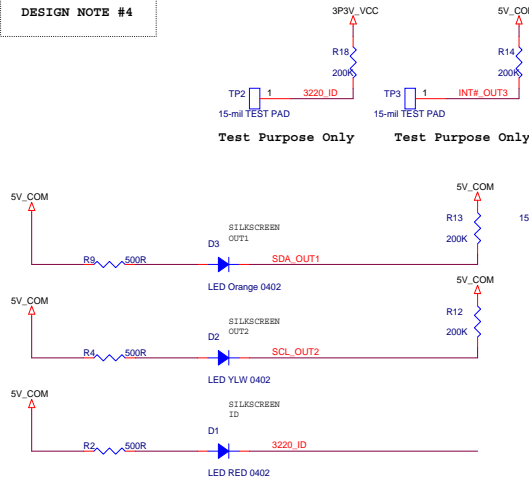 DESIGN NOTE #4
3P3V_VCC
5V_COM
R18
200K
R14
200K
TP2
1
3220_ID
TP3
1
INT#_OUT3
15-mil TEST PAD
15-mil TEST PAD
Test Purpose Only
Test Purpose Only
5V_COM
5V_COM
SILKSCREEN
OUT1
R13
200K
15
D3
R9
500R
SDA_OUT1
LED Orange 0402
5V_COM
5V_COM
SILKSCREEN
OUT2
R12
200K
D2
R4
500R
SCL_OUT2
LED YLW 0402
5V_COM
SILKSCREEN
ID
D1
R2
500R
3220_ID
LED RED 0402